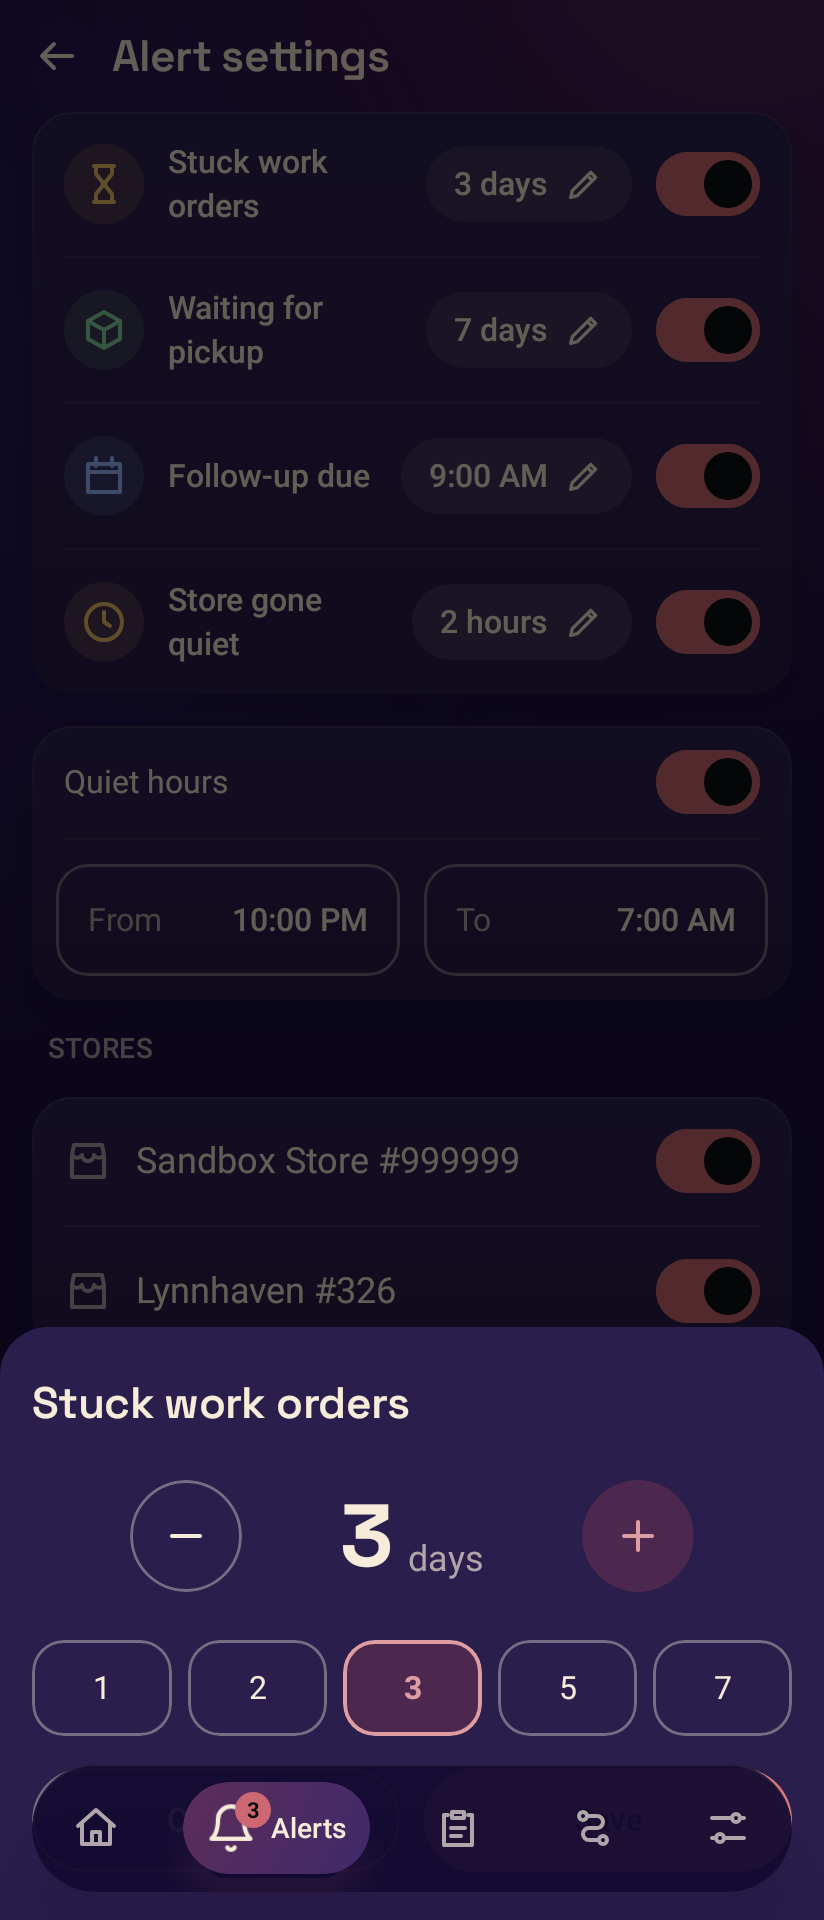 Alert settings
Stuck work
orders
3 days
Waiting for
pickup
7 days
Follow-up due
9:00 AM
Store gone
quiet
2 hours
Quiet hours
From
10:00 PM
To
7:00 AM
STORES
Sandbox Store #999999
Lynnhaven #326
Stuck work orders
3 days
1
2
3
5
7
3
Alerts